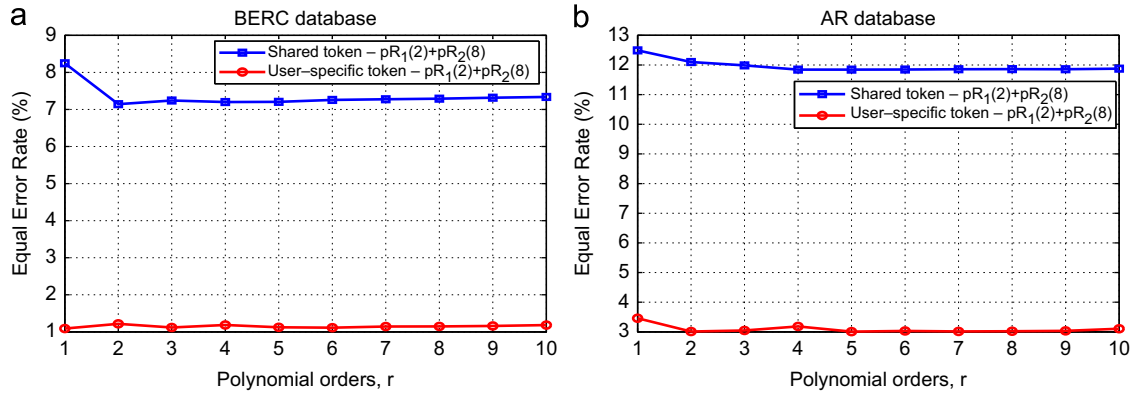 a
BERC database
Shared token – pR1(2)+pR2(8)
User–specific token – pR1(2)+pR2(8)
Equal Error Rate (%)
9
8
7
6
5
4
3
2
1
1 2 3 4 5 6 7 8 9 10
Polynomial orders, r
b
AR database
Shared token – pR1(2)+pR2(8)
User–specific token – pR1(2)+pR2(8)
Equal Error Rate (%)
13
12
11
10
9
8
7
6
5
4
3
1 2 3 4 5 6 7 8 9 10
Polynomial orders, r